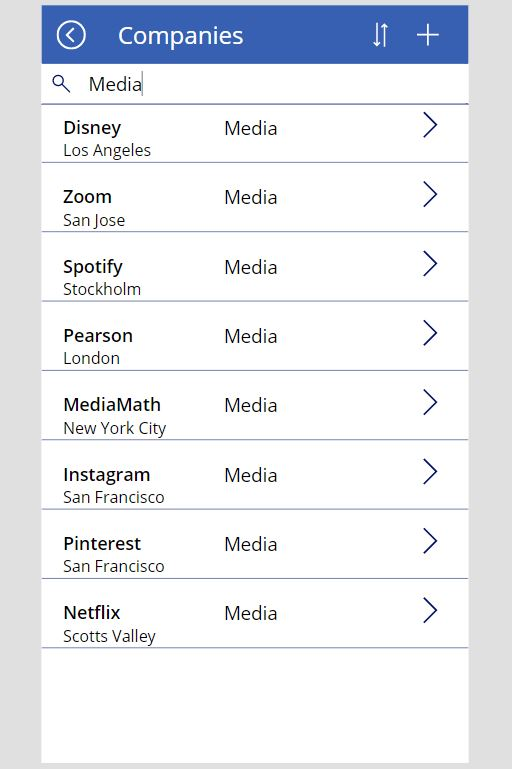 Companies
Media
Disney Media
Los Angeles
Zoom Media
San Jose
Spotify Media
Stockholm
Pearson Media
London
MediaMath Media
New York City
Instagram Media
San Francisco
Pinterest Media
San Francisco
Netflix Media
Scotts Valley